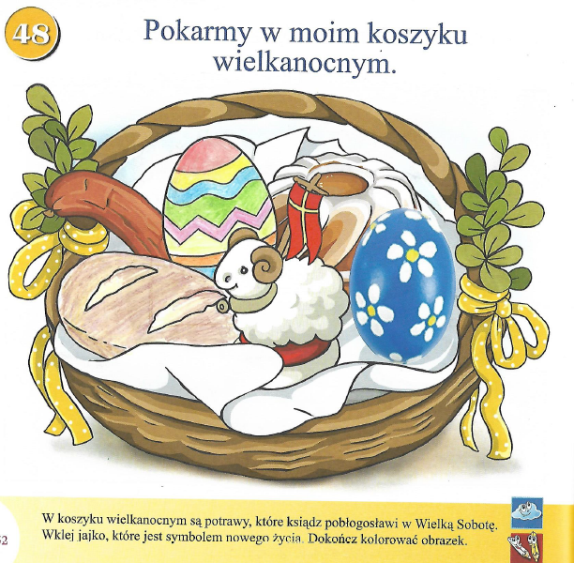 48
Pokarmy w moim koszyku
wielkanocnym.
W koszyku wielkanocnym są potrawy, które ksiądz pobłogosławi w Wielką Sobotę.
Wklej jajko, które jest symbolem nowego życia. Dokończ kolorować obrazek.
52